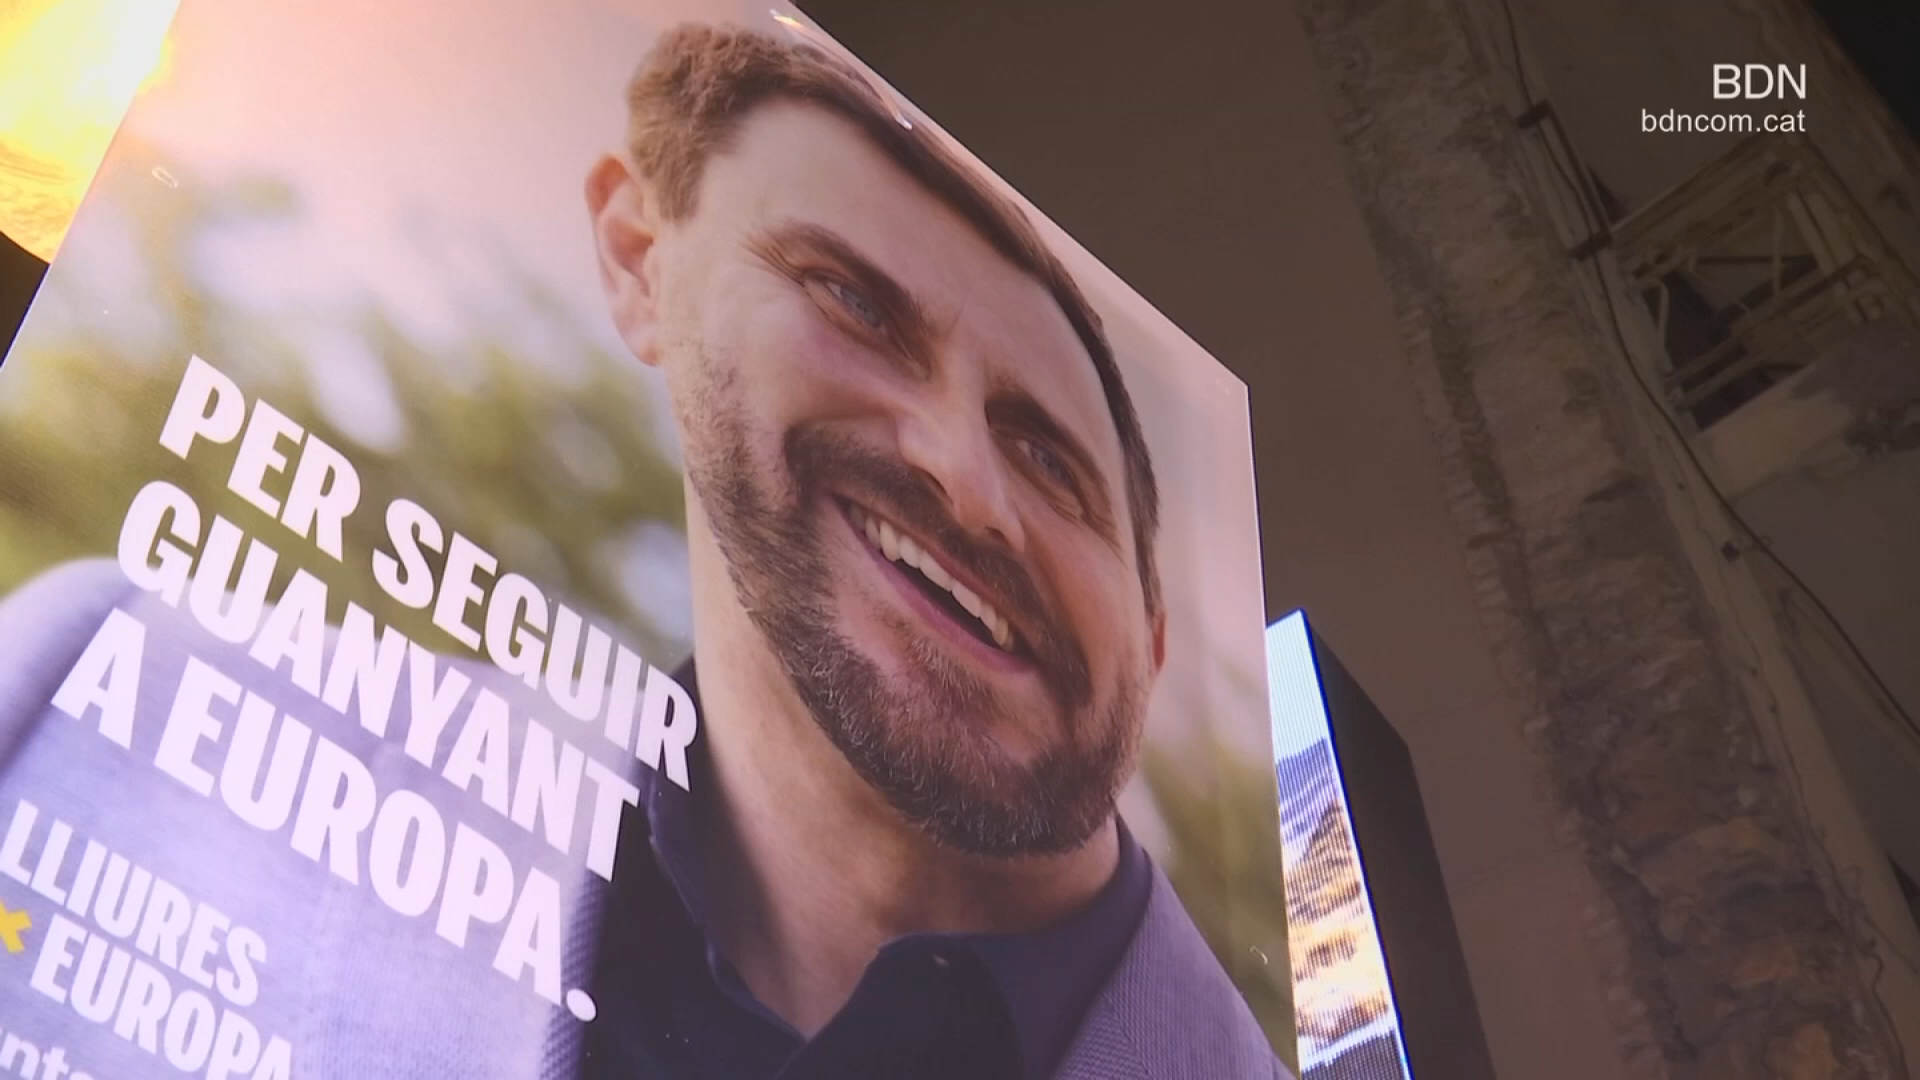 BDN
bdncom.cat
PER SEGUIR
GUANYANT
A EUROPA.
LLIURES
EUROPA